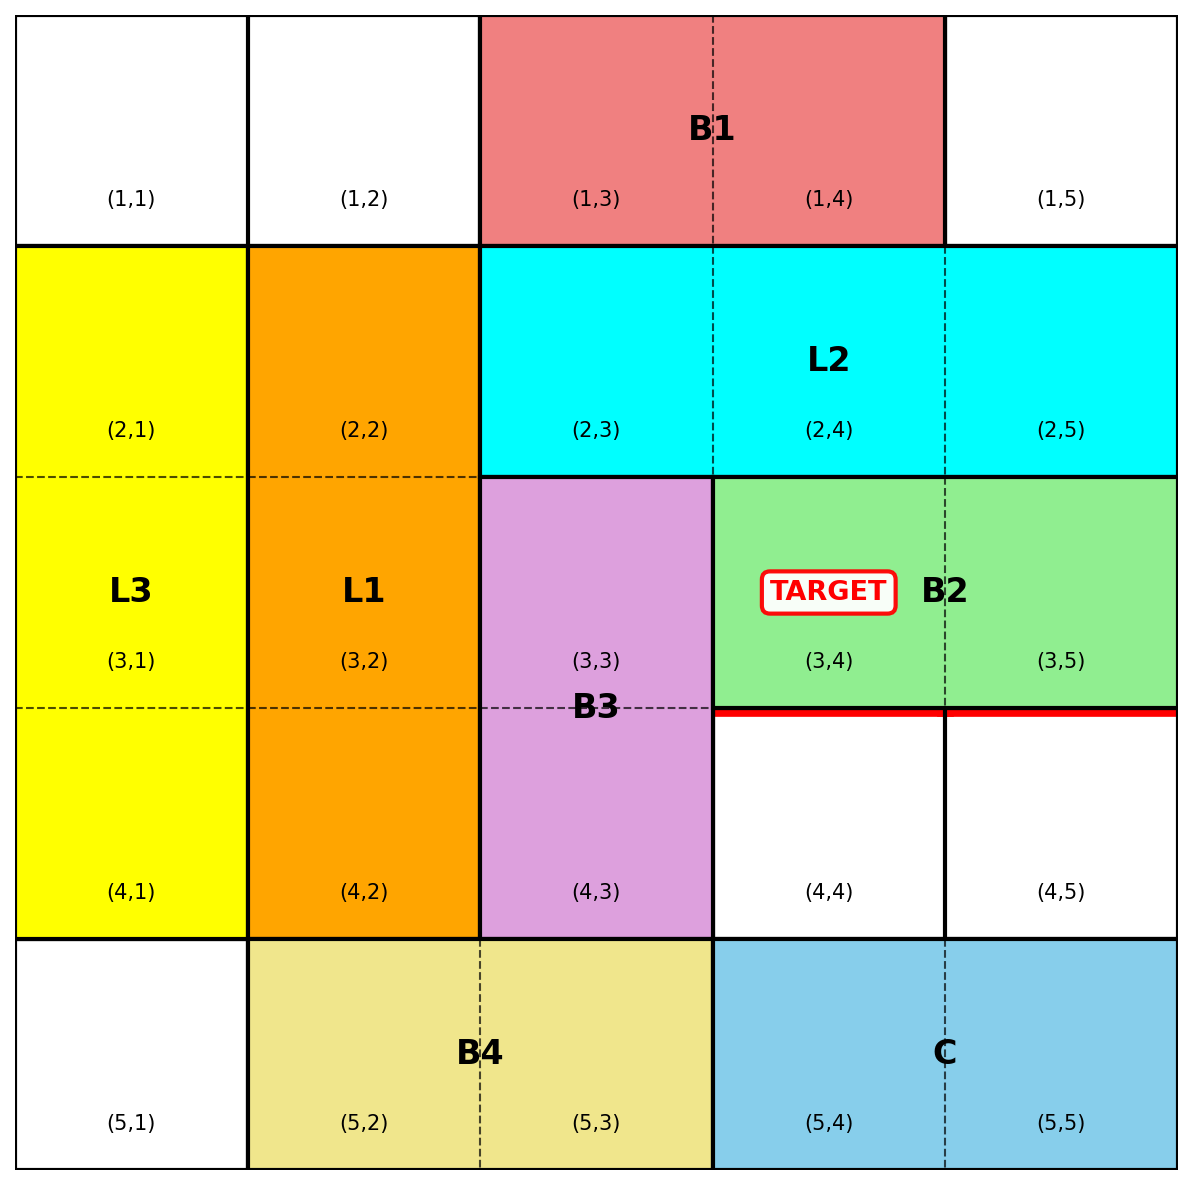 B1
(1,1) (1,2) (1,3) (1,4) (1,5)
L2
(2,1) (2,2) (2,3) (2,4) (2,5)
L3 L1 TARGET B2
(3,1) (3,2) (3,3) (3,4) (3,5)
B3
(4,1) (4,2) (4,3) (4,4) (4,5)
B4 C
(5,1) (5,2) (5,3) (5,4) (5,5)